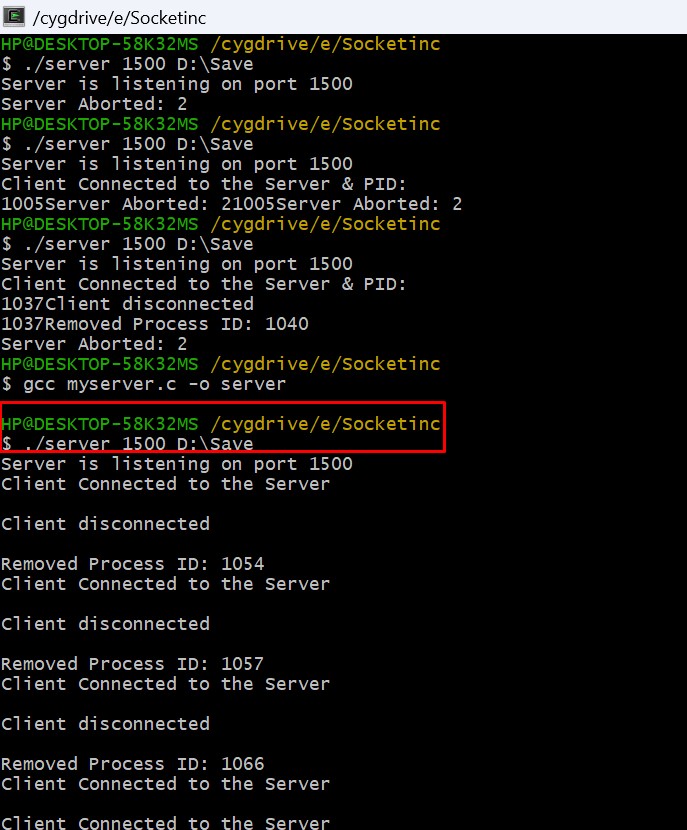 /cygdrive/e/Socketinc
HP@DESKTOP-58K32MS /cygdrive/e/Socketinc
$ ./server 1500 D:\Save
Server is listening on port 1500
Server Aborted: 2
HP@DESKTOP-58K32MS /cygdrive/e/Socketinc
$ ./server 1500 D:\Save
Server is listening on port 1500
Client Connected to the Server & PID:
1005Server Aborted: 21005Server Aborted: 2
HP@DESKTOP-58K32MS /cygdrive/e/Socketinc
$ ./server 1500 D:\Save
Server is listening on port 1500
Client Connected to the Server & PID:
1037Client disconnected
1037Removed Process ID: 1040
Server Aborted: 2
HP@DESKTOP-58K32MS /cygdrive/e/Socketinc
$ gcc myserver.c -o server
HP@DESKTOP-58K32MS /cygdrive/e/Socketinc
$ ./server 1500 D:\Save
Server is listening on port 1500
Client Connected to the Server
Client disconnected
Removed Process ID: 1054
Client Connected to the Server
Client disconnected
Removed Process ID: 1057
Client Connected to the Server
Client disconnected
Removed Process ID: 1066
Client Connected to the Server
Client Connected to the Server